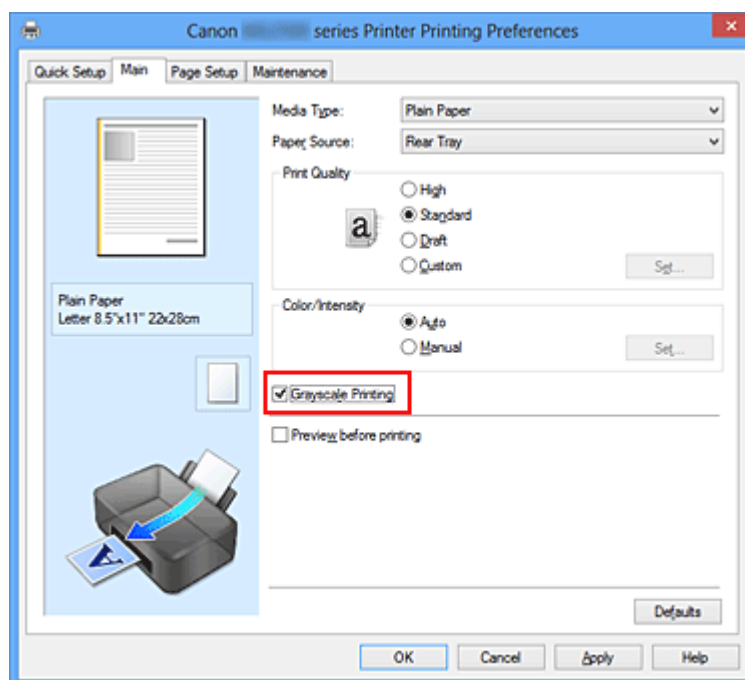 Canon series Printer Printing Preferences
Quick Setup Main Page Setup Maintenance
Media Type: Plain Paper
Paper Source: Rear Tray
Print Quality
High
a Standard
Draft
Custom Set...
Plain Paper
Letter 8.5"x11" 22x28cm
Color/Intensity
Auto
Manual Set...
Grayscale Printing
Preview before printing
A
Defaults
OK Cancel Apply Help